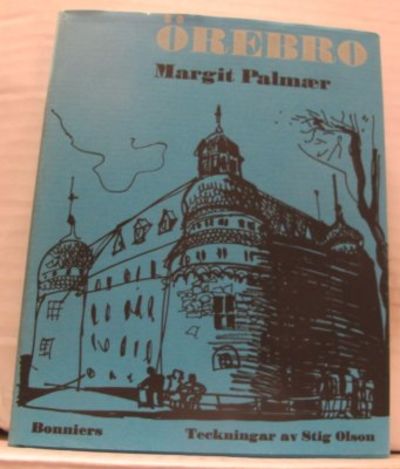 ÖREBRO
Margit Palmær
Bonniers
Teckningar av Stig Olson